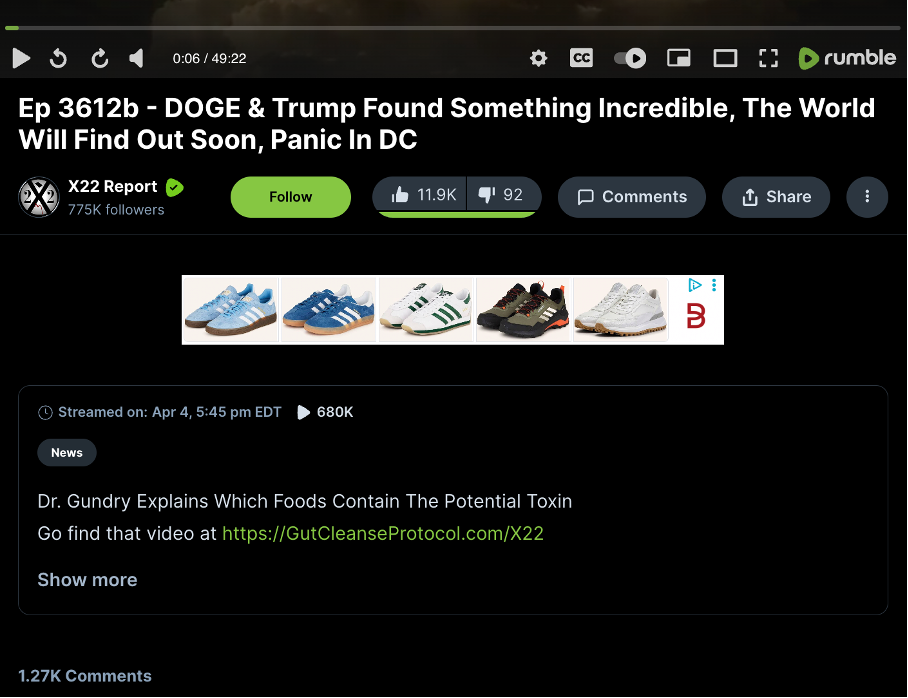 0:06 / 49:22
CC
rumble
Ep 3612b - DOGE & Trump Found Something Incredible, The World
Will Find Out Soon, Panic In DC
X22 Report
775K followers
Follow
11.9K
92
Comments
Share
B
Streamed on: Apr 4, 5:45 pm EDT
680K
News
Dr. Gundry Explains Which Foods Contain The Potential Toxin
Go find that video at https://GutCleanseProtocol.com/X22
Show more
1.27K Comments